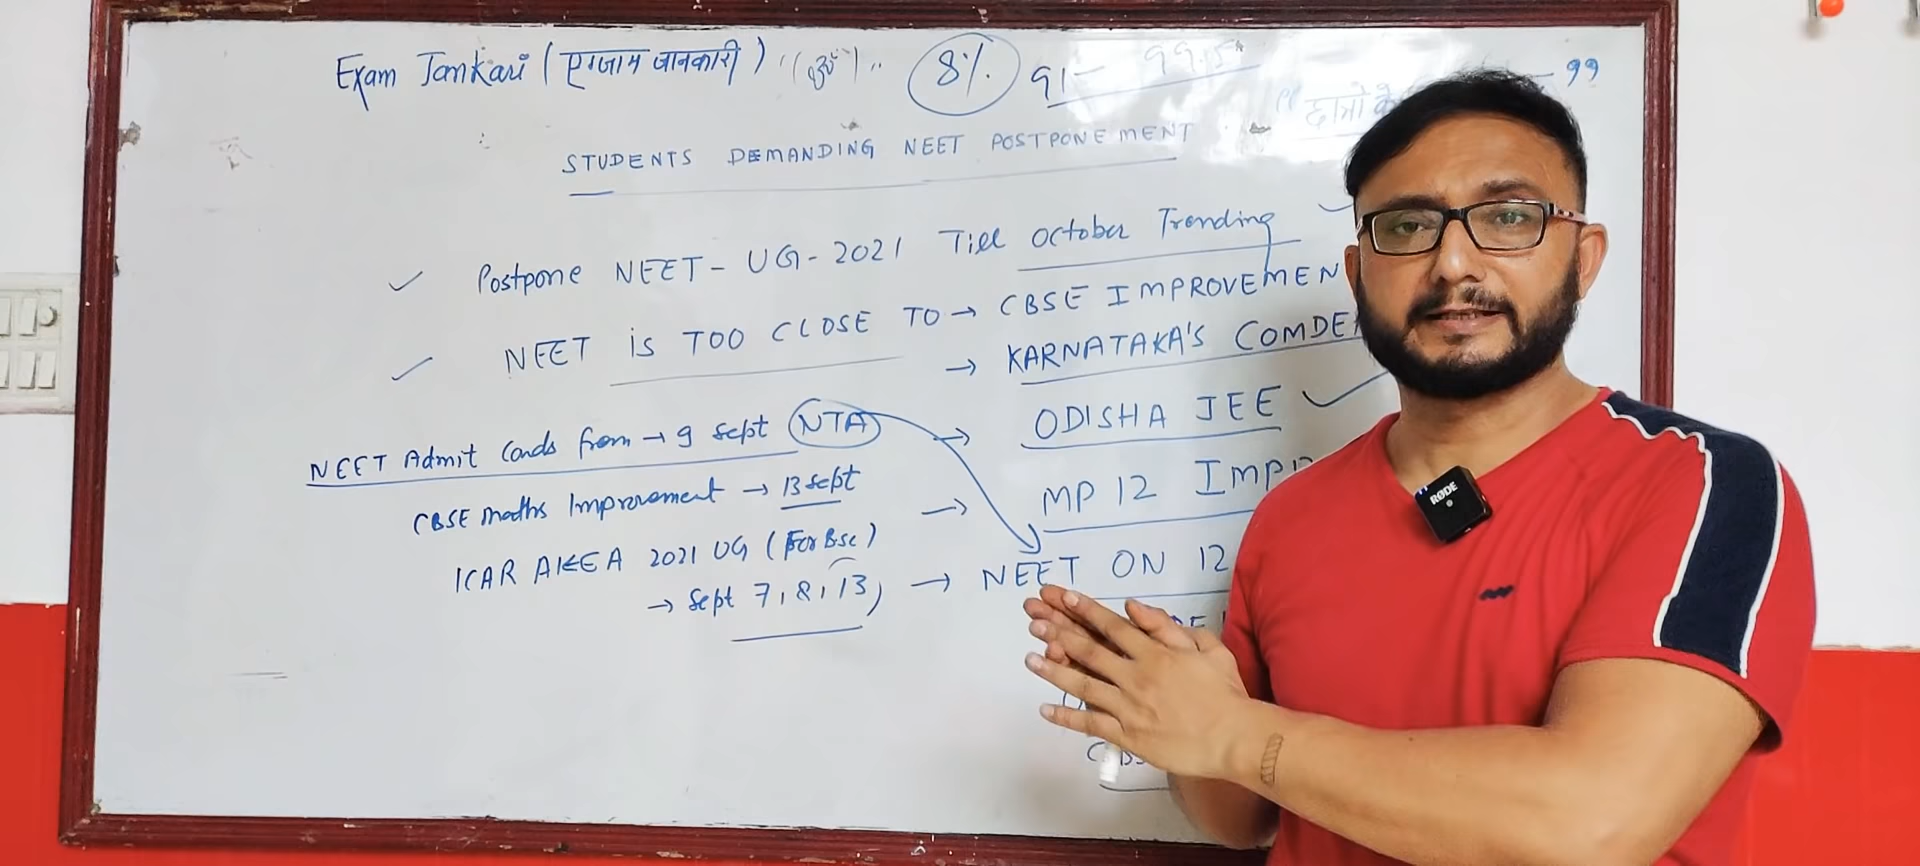 Exam Jankari (एग्जाम जानकारी) 8% 91 - 99.5 99
"छात्रो के
STUDENTS DEMANDING NEET POSTPONEMENT
✓ Postpone NEET - UG - 2021 Till October Trending ✓
✓ NEET is TOO CLOSE TO → CBSE IMPROVEMEN
→ KARNATAKA'S COMDE
→ ODISHA JEE ✓
NEET Admit Cards from → 9 Sept NTA
CBSE maths Improvement → 13 sept
→ MP 12 IMP
ICAR AIEEA 2021 UG (For Bsc)
→ Sept 7, 8, 13)
→ NEET ON 12
RODE